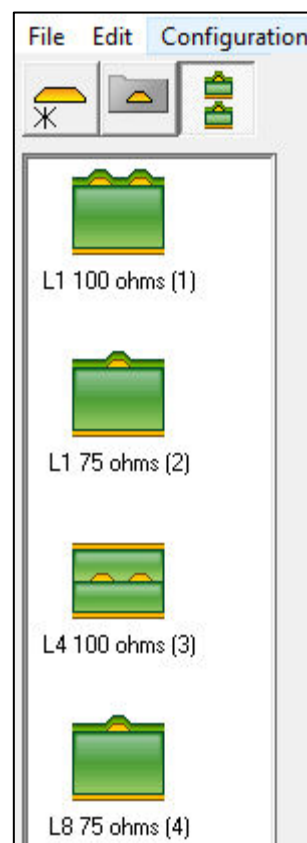 File Edit Configuration
L1 100 ohms (1)
L1 75 ohms (2)
L4 100 ohms (3)
L8 75 ohms (4)